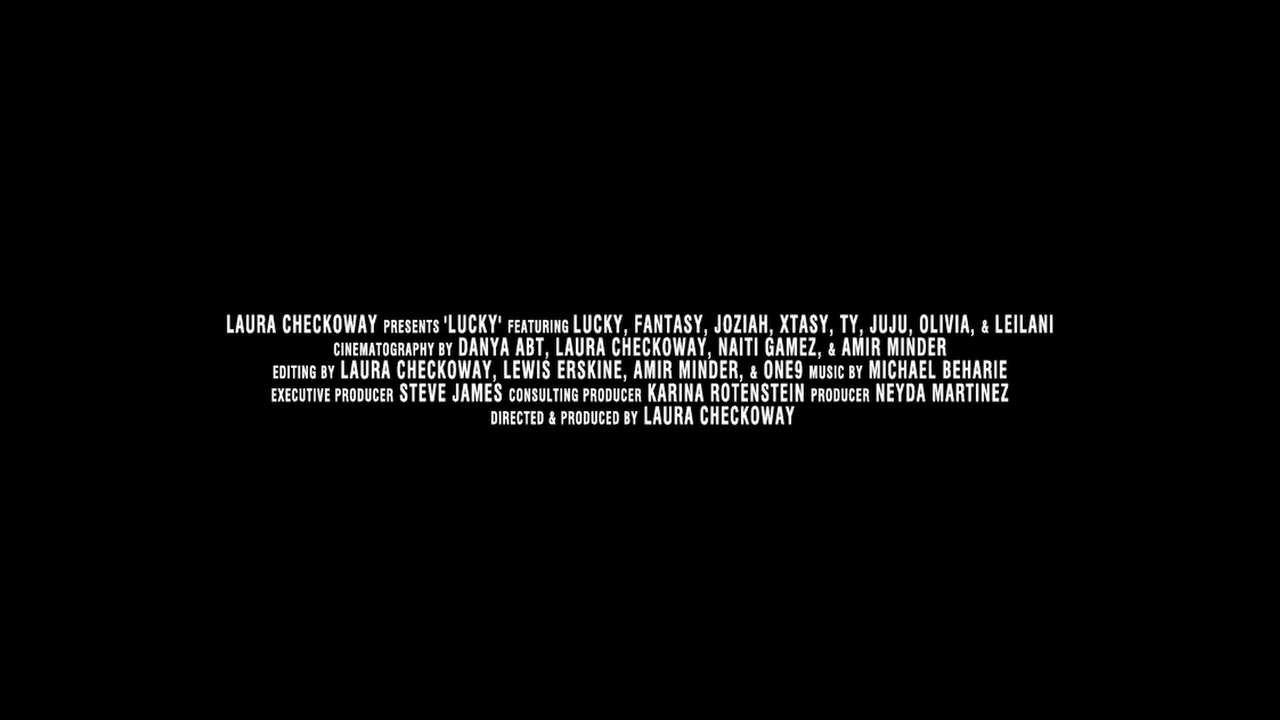 LAURA CHECKOWAY PRESENTS 'LUCKY' FEATURING LUCKY, FANTASY, JOZIAH, XTASY, TY, JUJU, OLIVIA, & LEILANI
CINEMATOGRAPHY BY DANYA ABT, LAURA CHECKOWAY, NAITI GAMEZ, & AMIR MINDER
EDITING BY LAURA CHECKOWAY, LEWIS ERSKINE, AMIR MINDER, & ONE9 MUSIC BY MICHAEL BEHARIE
EXECUTIVE PRODUCER STEVE JAMES CONSULTING PRODUCER KARINA ROTENSTEIN PRODUCER NEYDA MARTINEZ
DIRECTED & PRODUCED BY LAURA CHECKOWAY